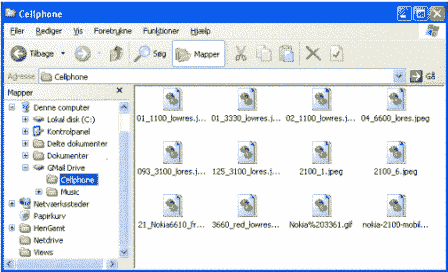 Cellphone
Filer Rediger Vis Foretrykne Funktioner Hjælp
Tilbage Søg Mapper
Adresse Cellphone Gå
Mapper
Denne computer
Lokal disk (C:)
Kontrolpanel
Delte dokumenter
Dokumenter
GMail Drive
Cellphone
Music
Netværkssteder
Papirkurv
HenGemt
Netdrive
Views
01_1100_lowres.j... 01_3330_lowres.j... 02_1100_lowres.j... 04_6600_lores.jpeg
093_3100_lores.j... 125_3100_lores.j... 2100_1.jpeg 2100_6.jpeg
21_Nokia6610_fr... 3660_red_lowres... Nokia%203361.gif nokia-2100-mobil...